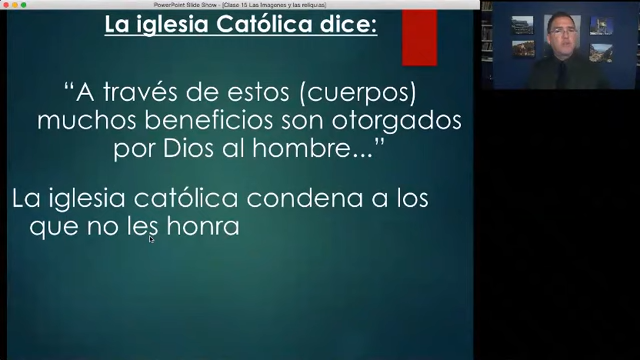 PowerPoint Slide Show - [Clase 15 Las Imagenes y las reliquias]
La iglesia Católica dice:
“A través de estos (cuerpos)
muchos beneficios son otorgados
por Dios al hombre...”
La iglesia católica condena a los
que no les honra